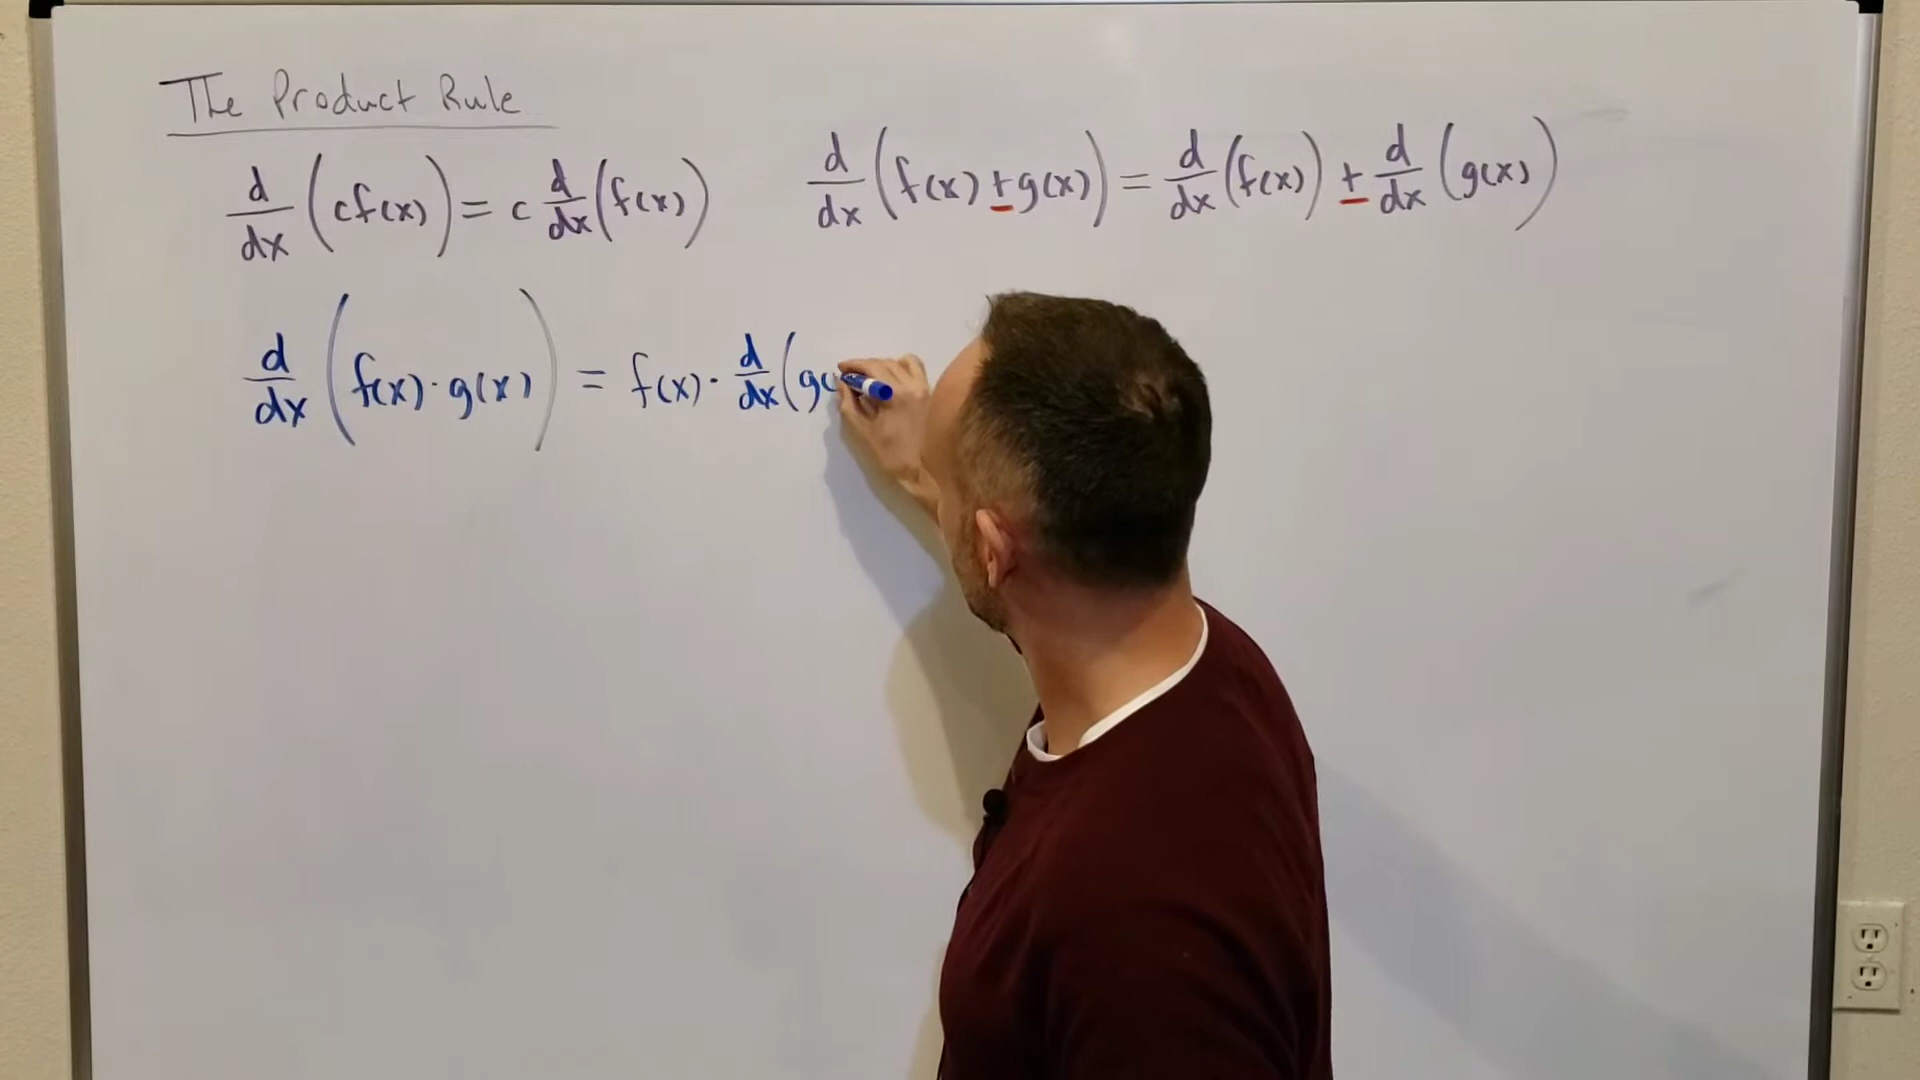 The Product Rule
d/dx (cf(x)) = c d/dx (f(x))
d/dx (f(x) ± g(x)) = d/dx (f(x)) ± d/dx (g(x))
d/dx (f(x) · g(x)) = f(x) · d/dx (g(